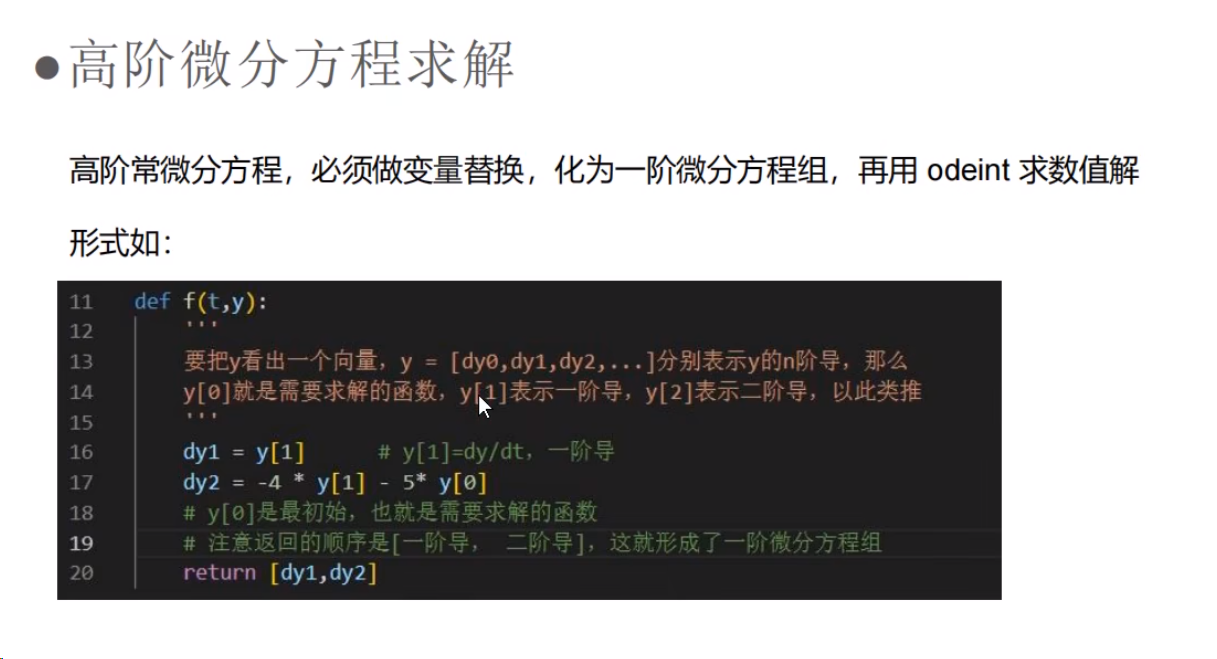 ●高阶微分方程求解
高阶常微分方程，必须做变量替换，化为一阶微分方程组，再用 odeint 求数值解
形式如：
11 def f(t,y):
12 '''
13 要把y看出一个向量，y = [dy0,dy1,dy2,...]分别表示y的n阶导，那么
14 y[0]就是需要求解的函数，y[1]表示一阶导，y[2]表示二阶导，以此类推
15 '''
16 dy1 = y[1] # y[1]=dy/dt，一阶导
17 dy2 = -4 * y[1] - 5* y[0]
18 # y[0]是最初始，也就是需要求解的函数
19 # 注意返回的顺序是[一阶导， 二阶导]，这就形成了一阶微分方程组
20 return [dy1,dy2]